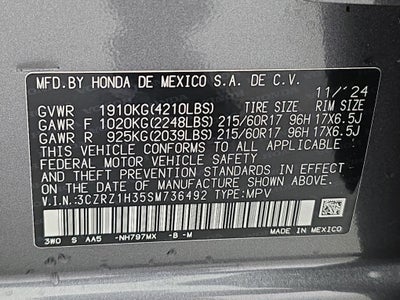 MFD.BY HONDA DE MEXICO S.A. DE C.V.
11/'24
GVWR 1910KG(4210LBS) TIRE SIZE RIM SIZE
GAWR F 1020KG(2248LBS) 215/60R17 96H 17X6.5J
GAWR R 925KG(2039LBS) 215/60R17 96H 17X6.5J
THIS VEHICLE CONFORMS TO ALL APPLICABLE
FEDERAL MOTOR VEHICLE SAFETY
AND THEFT PREVENTION STANDARDS IN EFFECT
ON THE DATE OF MANUFACTURE SHOWN ABOVE.
V.I.N:3CZRZ1H35SM736492 TYPE:MPV
3W0 S AA5 -NH797MX -B -M
MADE IN
MEXICO